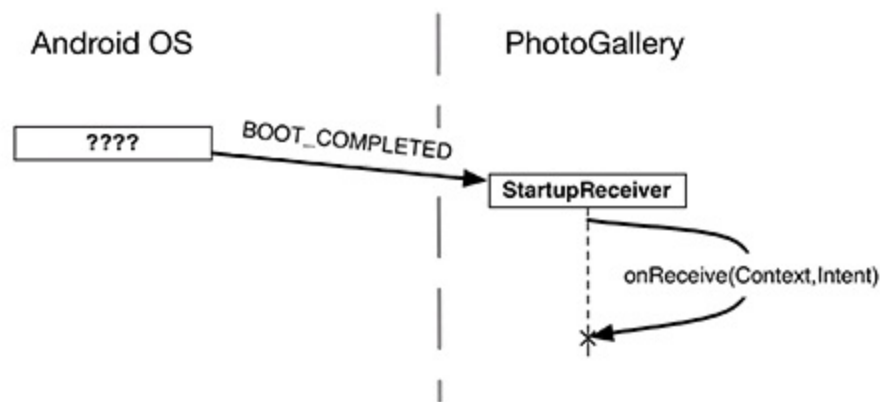 Android OS
PhotoGallery
????
BOOT_COMPLETED
StartupReceiver
onReceive(Context,Intent)